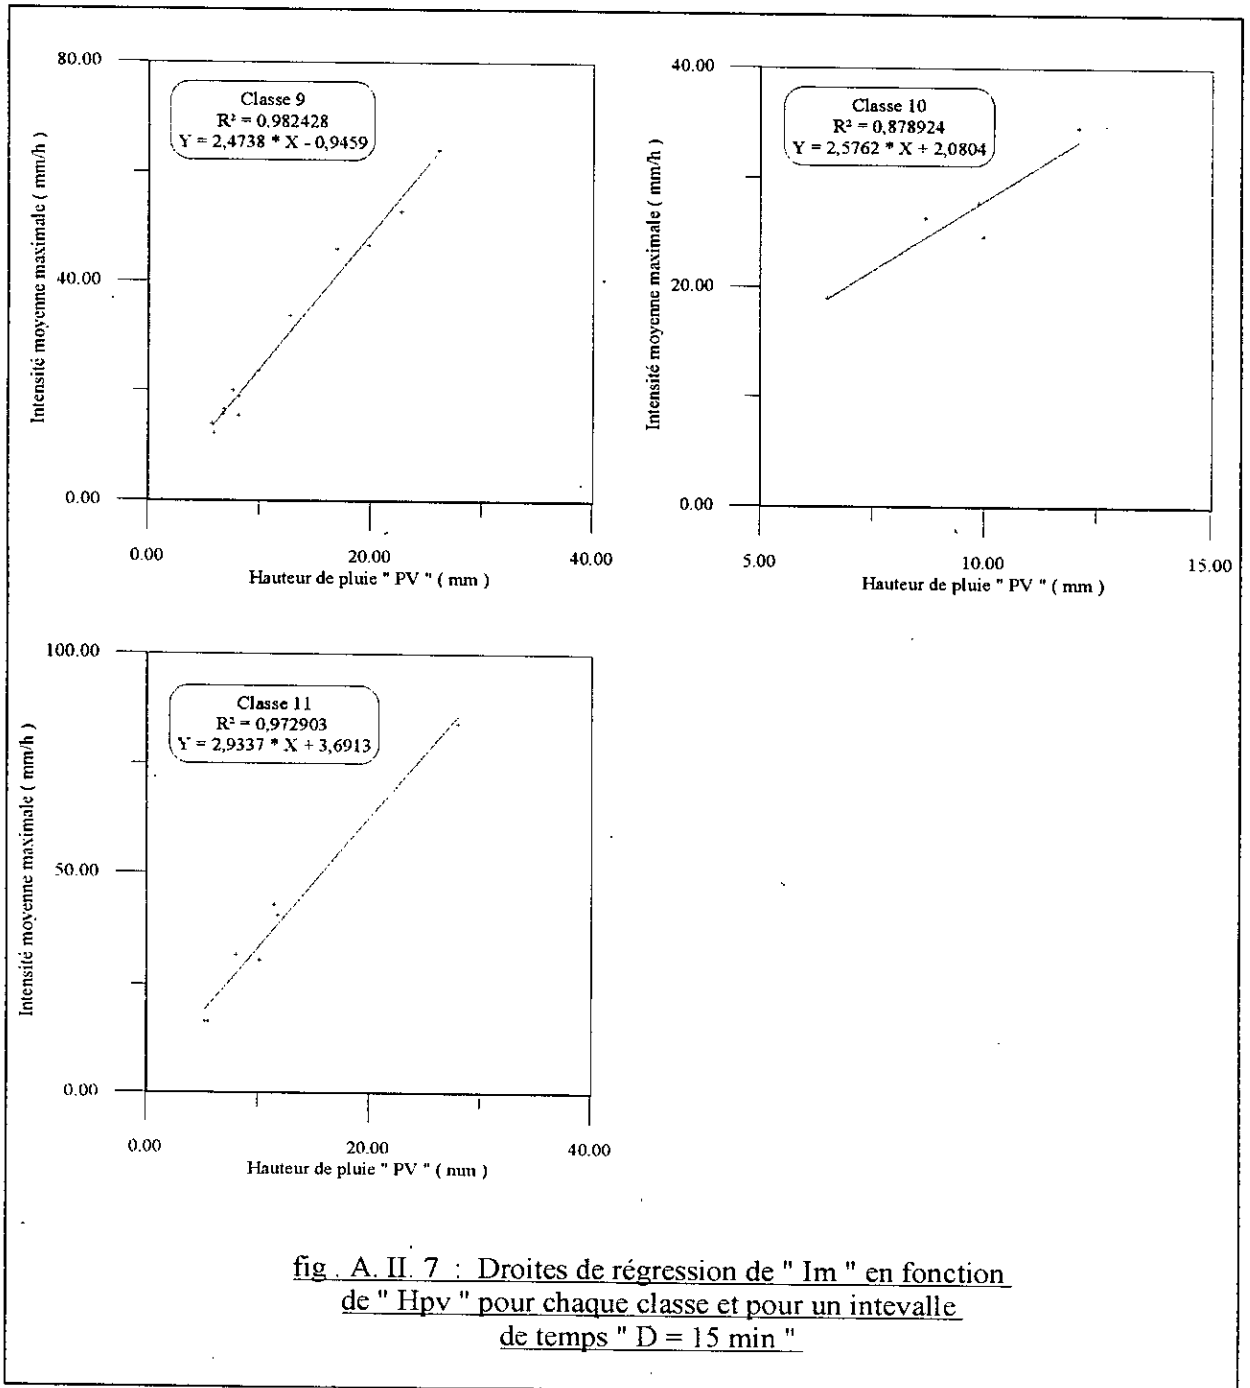 80.00
Classe 9
R² = 0,982428
Y = 2,4738 * X - 0,9459
Intensité moyenne maximale ( mm/h )
40.00
0.00
0.00
20.00
40.00
Hauteur de pluie " PV " ( mm )
40.00
Classe 10
R² = 0,878924
Y = 2,5762 * X + 2,0804
Intensité moyenne maximale ( mm/h )
20.00
0.00
5.00
10.00
15.00
Hauteur de pluie " PV " ( mm )
100.00
Classe 11
R² = 0,972903
Y = 2,9337 * X + 3,6913
Intensité moyenne maximale ( mm/h )
50.00
0.00
0.00
20.00
40.00
Hauteur de pluie " PV " ( mm )
fig . A. II. 7 : Droites de régression de " Im " en fonction
de " Hpv " pour chaque classe et pour un intevalle
de temps " D = 15 min "